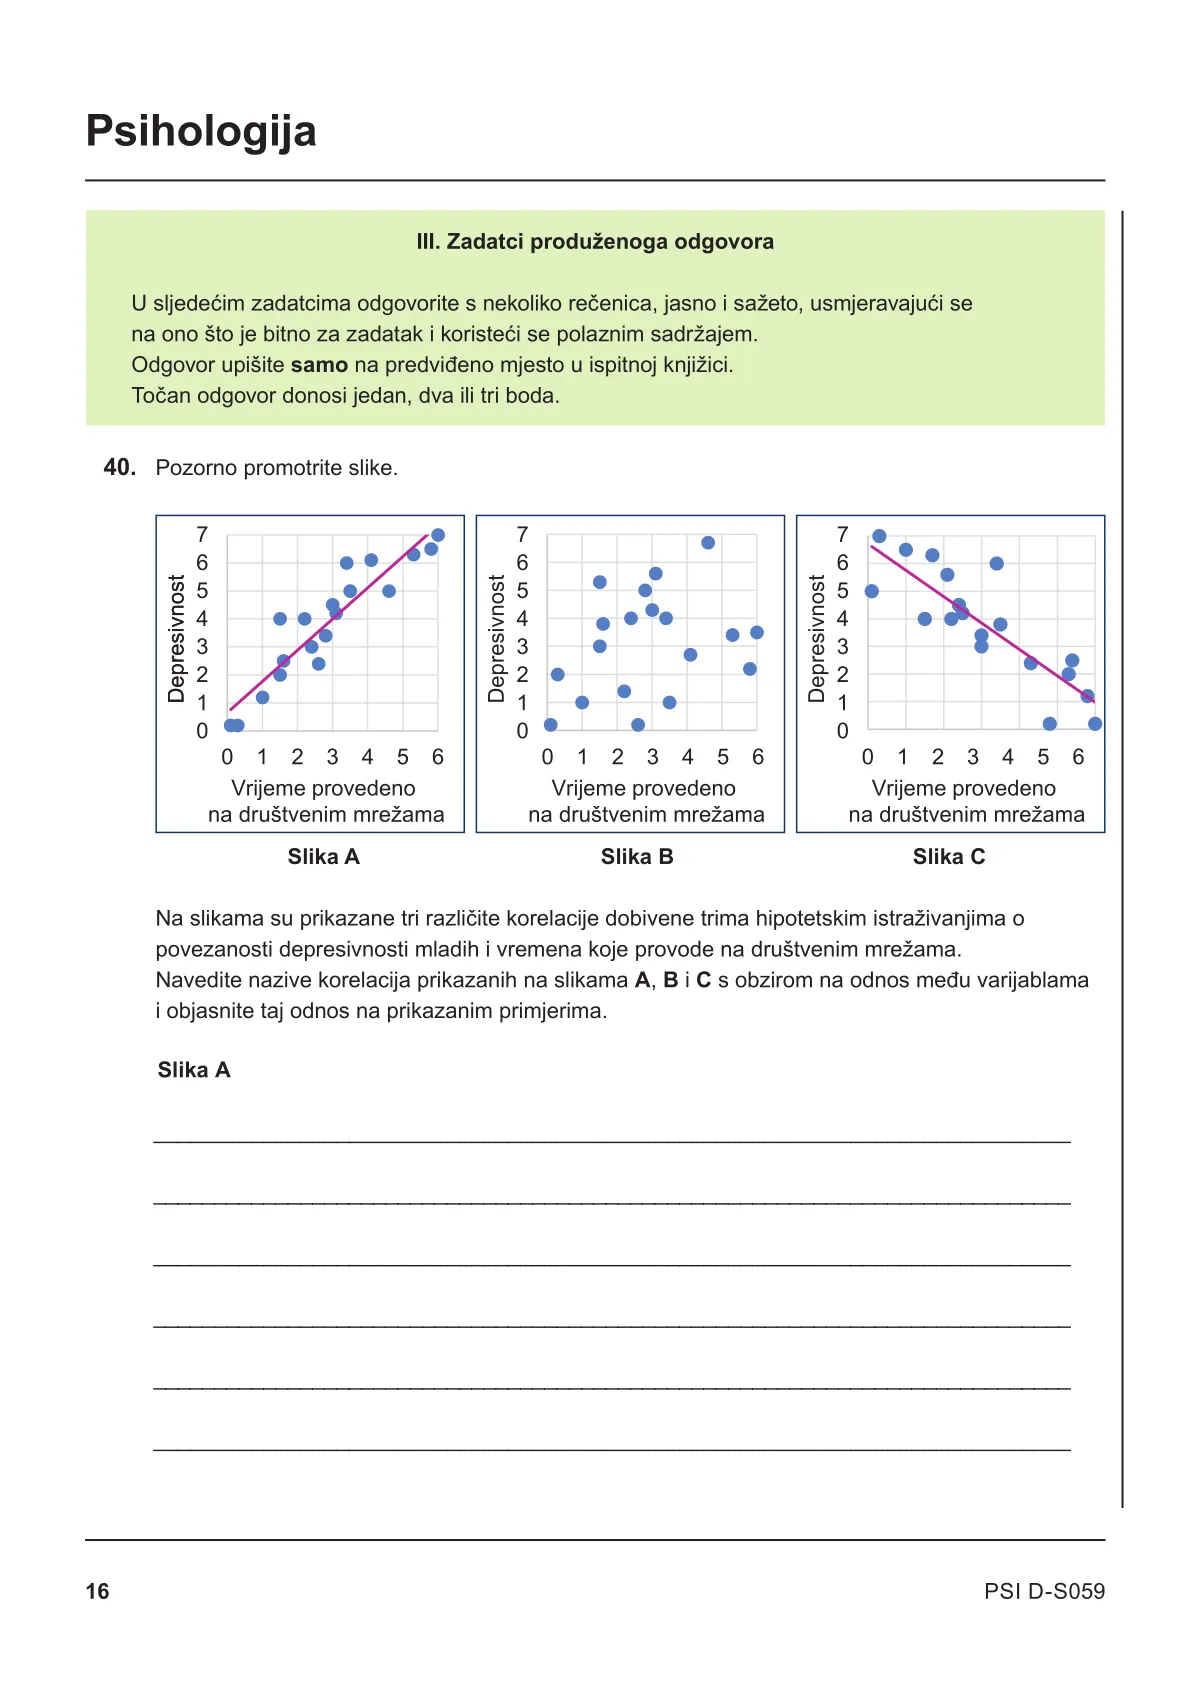 Psihologija
III. Zadatci produženoga odgovora
U sljedećim zadatcima odgovorite s nekoliko rečenica, jasno i sažeto, usmjeravajući se
na ono što je bitno za zadatak i koristeći se polaznim sadržajem.
Odgovor upišite samo na predviđeno mjesto u ispitnoj knjižici.
Točan odgovor donosi jedan, dva ili tri boda.
40. Pozorno promotrite slike.
Depresivnost
7
6
5
4
3
2
1
0
0 1 2 3 4 5 6
Vrijeme provedeno
na društvenim mrežama
Slika A
Depresivnost
7
6
5
4
3
2
1
0
0 1 2 3 4 5 6
Vrijeme provedeno
na društvenim mrežama
Slika B
Depresivnost
7
6
5
4
3
2
1
0
0 1 2 3 4 5 6
Vrijeme provedeno
na društvenim mrežama
Slika C
Na slikama su prikazane tri različite korelacije dobivene trima hipotetskim istraživanjima o
povezanosti depresivnosti mladih i vremena koje provode na društvenim mrežama.
Navedite nazive korelacija prikazanih na slikama A, B i C s obzirom na odnos među varijablama
i objasnite taj odnos na prikazanim primjerima.
Slika A
16
PSI D-S059